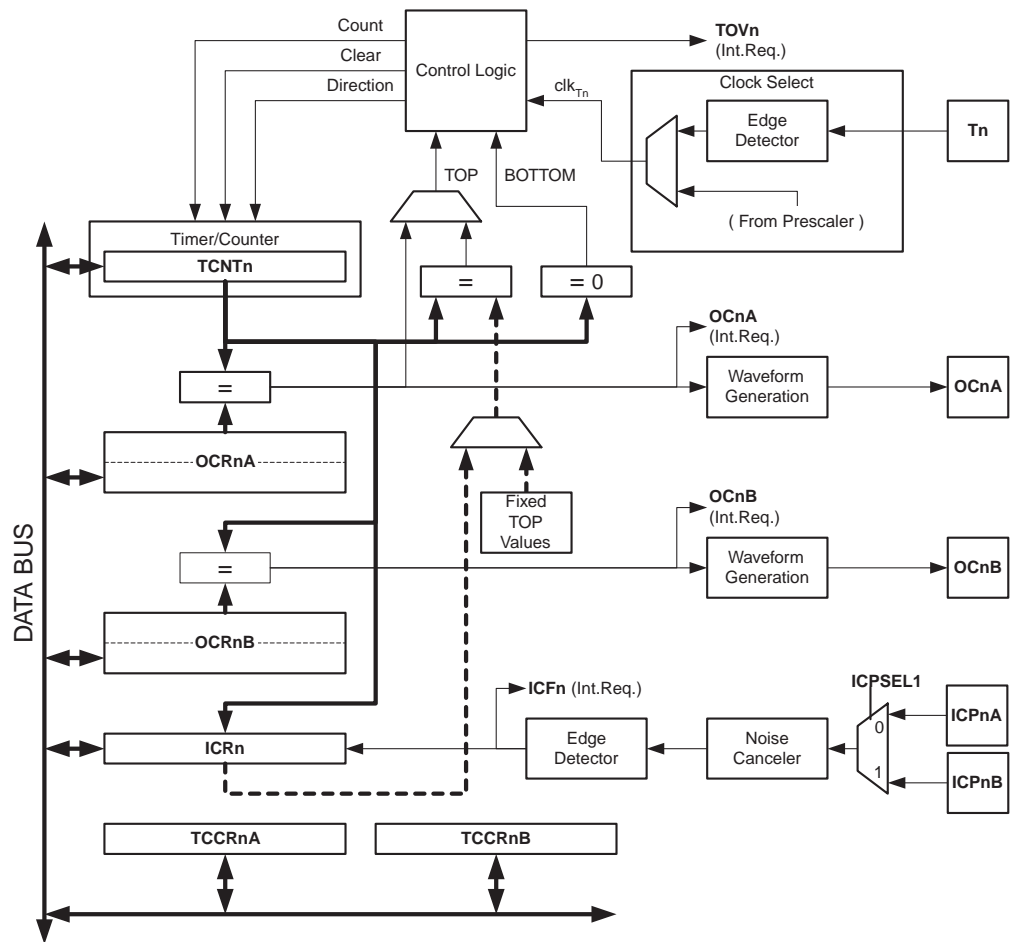 Count
Clear
Direction
Control Logic
TOVn
(Int.Req.)
clkTn
Clock Select
Edge
Detector
Tn
( From Prescaler )
TOP
BOTTOM
Timer/Counter
TCNTn
=
= 0
OCnA
(Int.Req.)
=
Waveform
Generation
OCnA
OCRnA
Fixed
TOP
Values
OCnB
(Int.Req.)
=
Waveform
Generation
OCnB
OCRnB
DATA BUS
ICFn (Int.Req.)
ICPSEL1
ICPnA
0
ICRn
Edge
Detector
Noise
Canceler
1
ICPnB
TCCRnA
TCCRnB